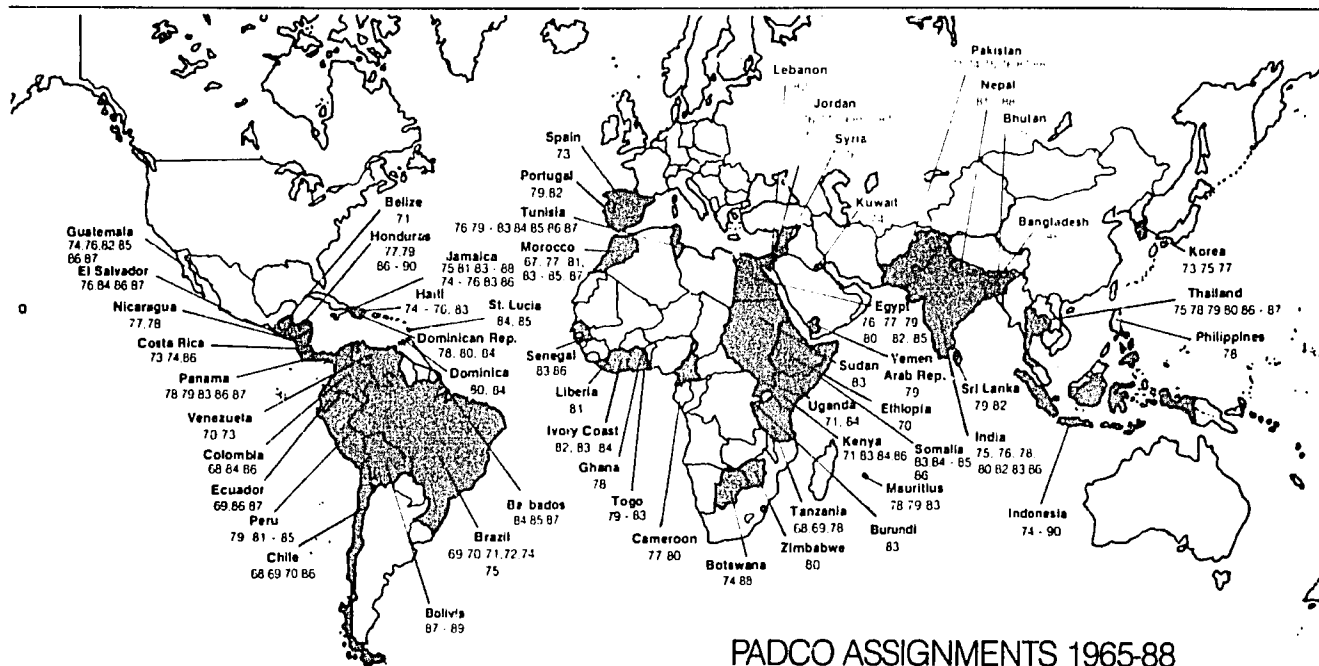 Guatemala
74.76.82 85
86 87
El Salvador
76.84 86 87
Nicaragua
77.78
Costa Rica
73 74.86
Panama
78 79 83 86 87
Venezuela
70 73
Colombia
68 84 86
Ecuador
69.86 87
Peru
79 81 - 85
Chile
68 69 70 86
Belize
71
Honduras
77.79
86 - 90
Jamaica
75 81 83 - 88
74 - 76 83 86
Haiti
74 - 76. 83
St. Lucia
84, 85
Dominican Rep.
78. 80. 84
Dominica
80. 84
Ba bados
84 85 87
Brazil
69 70 71.72.74
75
Bolivia
87 - 89
Spain
73
Portugal
79.82
Tunisia
76 79 - 83 84 85 86 87
Morocco
67. 77 81.
83 - 85. 87
Senegal
83 86
Liberia
81
Ivory Coast
82, 83 84
Ghana
78
Togo
79 - 83
Cameroon
77 80
Botswana
74 88
Zimbabwe
80
Tanzania
68.69.78
Burundi
83
Mauritius
78 79 83
Kenya
71 83 84 86
Uganda
71. 84
Somalia
83 84 - 85
86
Ethiopia
70
Sudan
83
Yemen
Arab Rep.
79
Egypt
76 77 79
80 82. 85
Lebanon
Jordan
Syria
Kuwait
Pakistan
Nepal
81 88
Bhutan
Bangladesh
India
75. 76. 78.
80 82 83 86
Sri Lanka
79 82
Korea
73 75 77
Thailand
75 78 79 80 86 - 87
Philippines
78
Indonesia
74 - 90
PADCO ASSIGNMENTS 1965-88